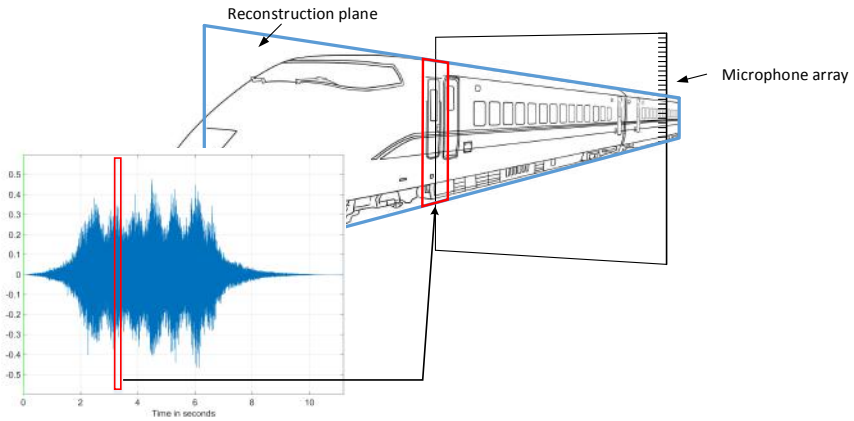 Reconstruction plane
Microphone array
0.5
0.4
0.3
0.2
0.1
0
-0.1
-0.2
-0.3
-0.4
-0.5
0 2 4 6 8 10
Time in seconds